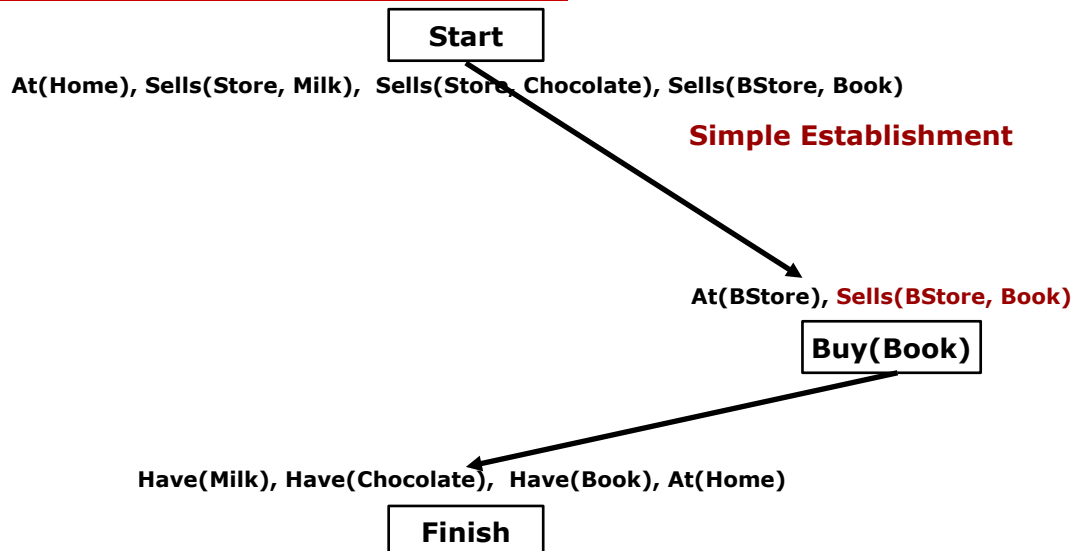 Start
At(Home), Sells(Store, Milk),  Sells(Store, Chocolate), Sells(BStore, Book)
Simple Establishment
At(BStore), Sells(BStore, Book)
Buy(Book)
Have(Milk), Have(Chocolate),  Have(Book), At(Home)
Finish